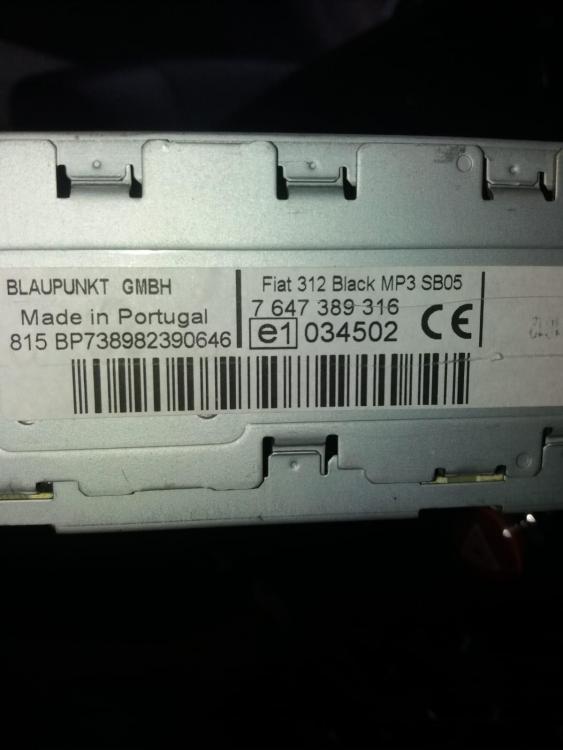 BLAUPUNKT GMBH
Made in Portugal
815 BP738982390646
Fiat 312 Black MP3 SB05
7 647 389 316
e1 034502 CE